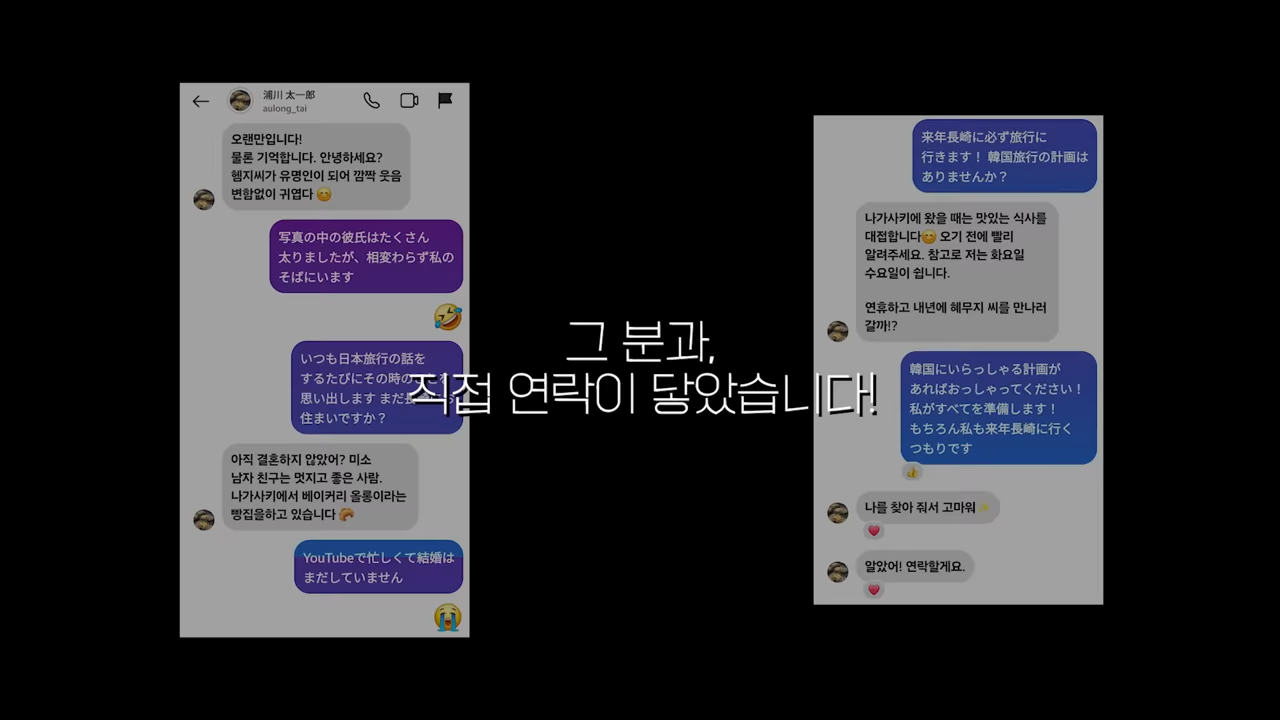 浦川 太一郎
aulong_tai
오랜만입니다!
물론 기억합니다. 안녕하세요?
헴지씨가 유명인이 되어 깜짝 웃음
변함없이 귀엽다 😊
写真の中の彼氏はたくさん
太りましたが、相変わらず私の
そばにいます
🤣
いつも日本旅行の話を
するたびにその時の
思い出します まだ
住まいですか？
아직 결혼하지 않았어? 미소
남자 친구는 멋지고 좋은 사람.
나가사키에서 베이커리 올롱이라는
빵집을하고 있습니다 🥐
YouTubeで忙しくて結婚は
まだしていません
😭
그 분과,
직접 연락이 닿았습니다!
来年長崎に必ず旅行に
行きます！ 韓国旅行の計画は
ありませんか？
나가사키에 왔을 때는 맛있는 식사를
대접합니다😊 오기 전에 빨리
알려주세요. 참고로 저는 화요일
수요일이 쉽니다.
연휴하고 내년에 혜무지 씨를 만나러
갈까!?
韓国にいらっしゃる計画が
あればおっしゃってください！
私がすべてを準備します！
もちろん私も来年長崎に行く
つもりです
👍
나를 찾아 줘서 고마워 ✨
❤️
알았어! 연락할게요.
❤️